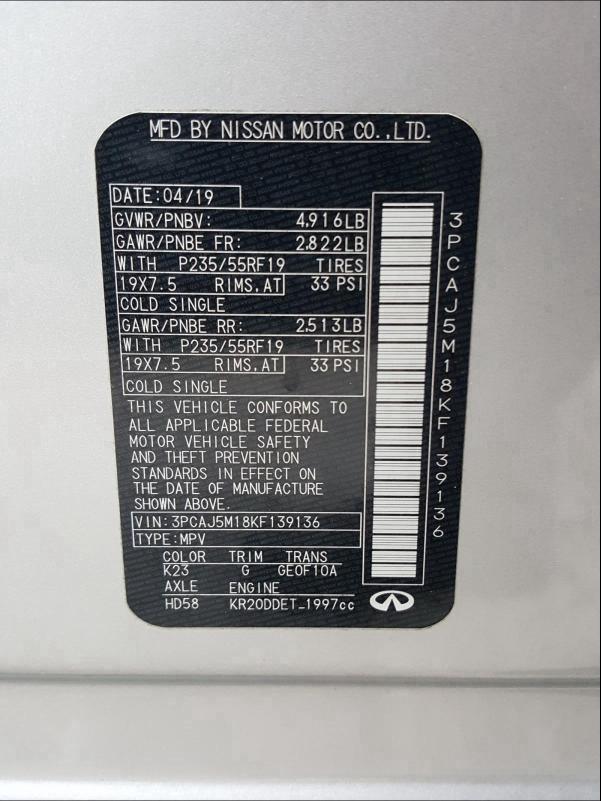 MFD BY NISSAN MOTOR CO.,LTD.
DATE:04/19
GVWR/PNBV: 4,916LB
GAWR/PNBE FR: 2,822LB
WITH P235/55RF19 TIRES
19X7.5 RIMS,AT 33 PSI
COLD SINGLE
GAWR/PNBE RR: 2,513LB
WITH P235/55RF19 TIRES
19X7.5 RIMS,AT 33 PSI
COLD SINGLE
THIS VEHICLE CONFORMS TO
ALL APPLICABLE FEDERAL
MOTOR VEHICLE SAFETY
AND THEFT PREVENTION
STANDARDS IN EFFECT ON
THE DATE OF MANUFACTURE
SHOWN ABOVE.
VIN:3PCAJ5M18KF139136
TYPE:MPV
COLOR TRIM TRANS
K23 G GE0F10A
AXLE ENGINE
HD58 KR20DDET-1997cc
3PCAJ5M18KF139136